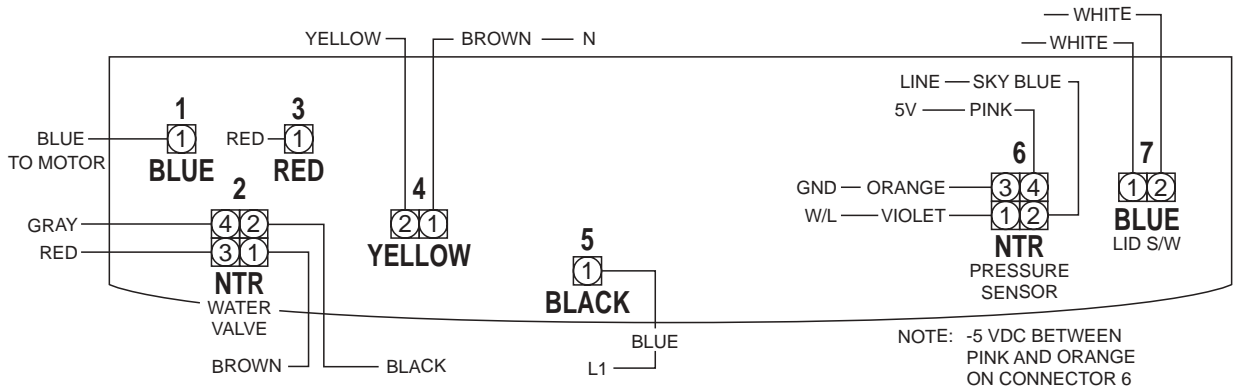 WHITE
WHITE
YELLOW
BROWN
N
LINE
SKY BLUE
5V
PINK
1
1
BLUE
BLUE
TO MOTOR
3
RED
1
RED
2
GRAY
4 2
RED
3 1
NTR
WATER
VALVE
BROWN
BLACK
4
2 1
YELLOW
5
1
BLACK
BLUE
L1
6
GND
ORANGE
3 4
W/L
VIOLET
1 2
NTR
PRESSURE
SENSOR
7
1 2
BLUE
LID S/W
NOTE: -5 VDC BETWEEN
PINK AND ORANGE
ON CONNECTOR 6